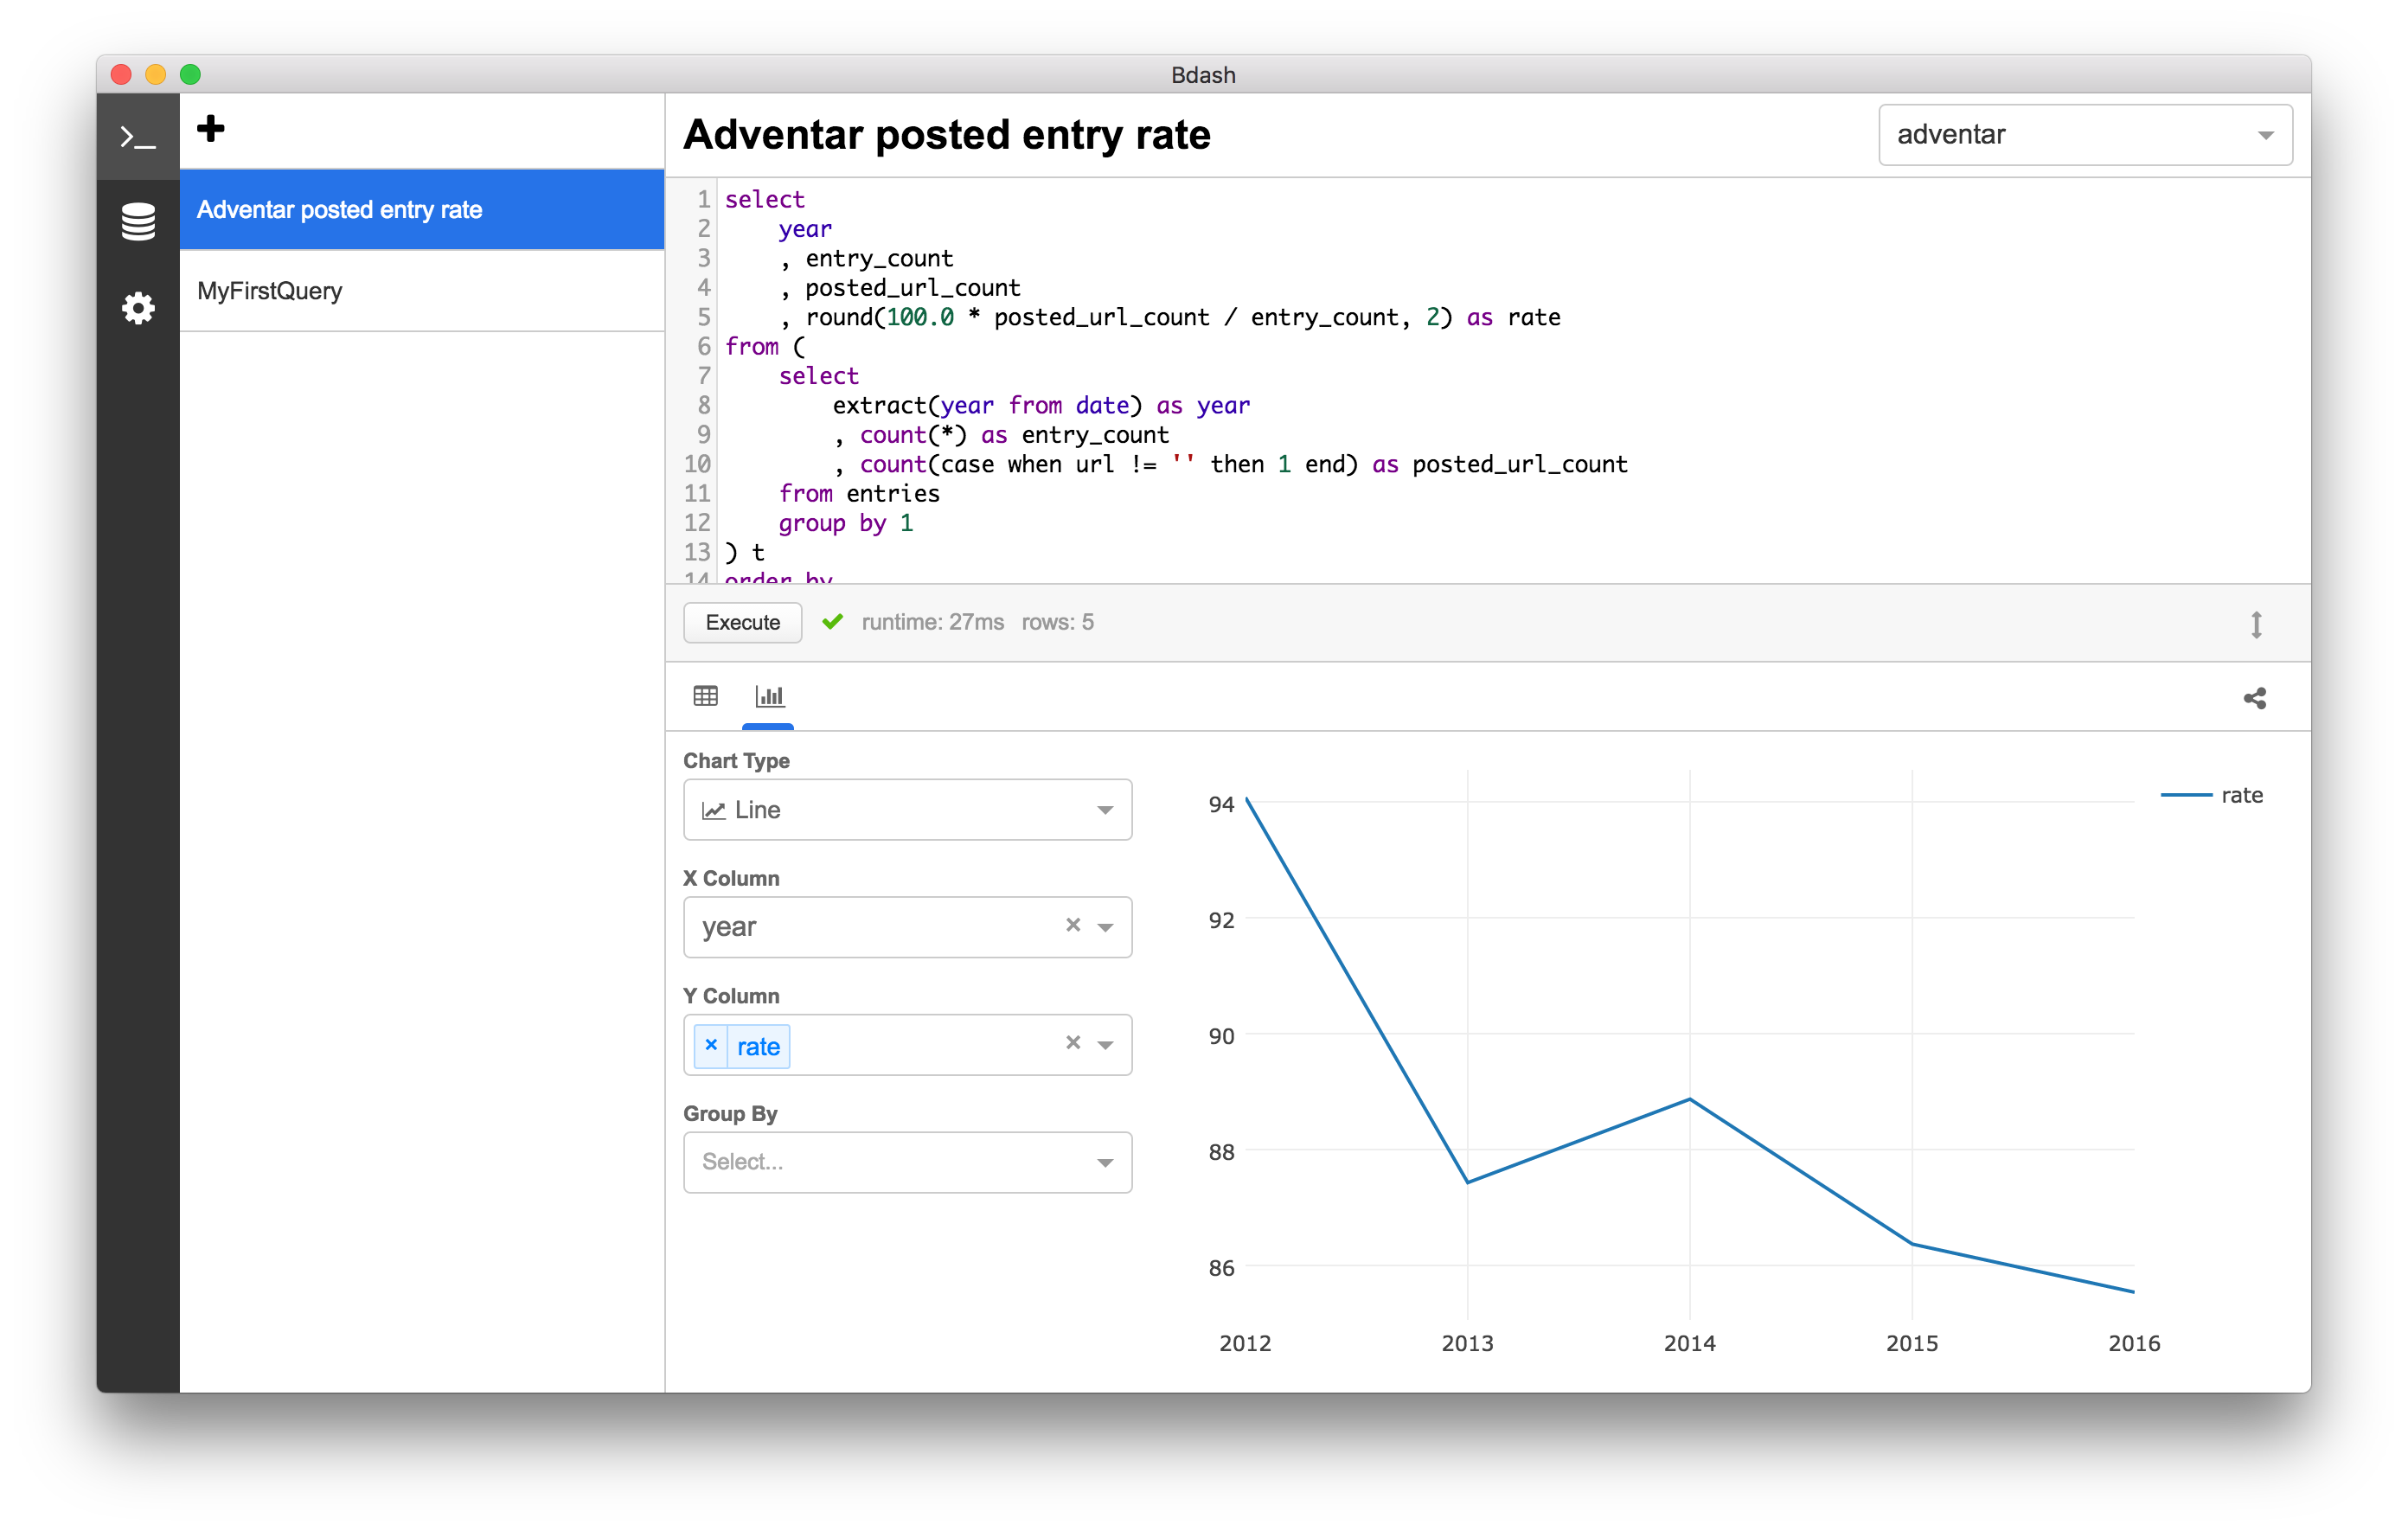 Bdash
Adventar posted entry rate
MyFirstQuery
Adventar posted entry rate
adventar
1 select
2     year
3     , entry_count
4     , posted_url_count
5     , round(100.0 * posted_url_count / entry_count, 2) as rate
6 from (
7     select
8         extract(year from date) as year
9         , count(*) as entry_count
10         , count(case when url != '' then 1 end) as posted_url_count
11     from entries
12     group by 1
13 ) t
14 order by
Execute runtime: 27ms rows: 5
Chart Type
Line
X Column
year
Y Column
rate
Group By
Select...
94
92
90
88
86
2012 2013 2014 2015 2016
rate